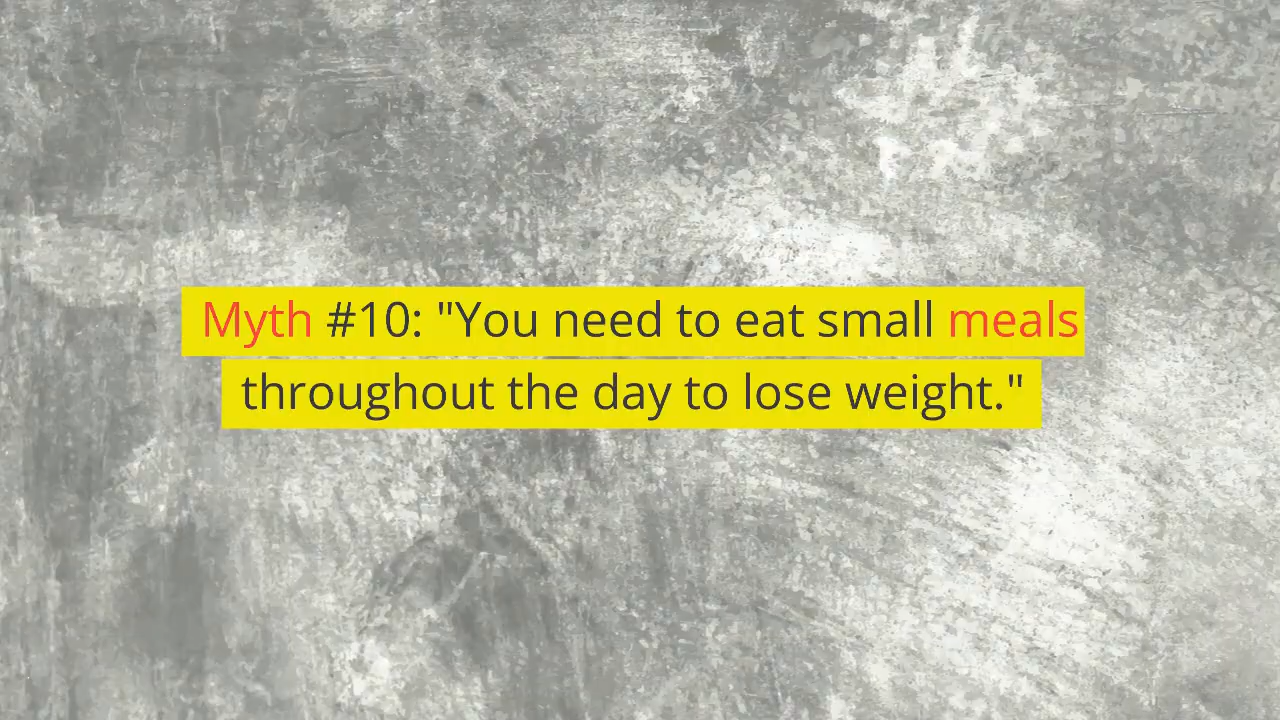 Myth #10: "You need to eat small meals
throughout the day to lose weight."